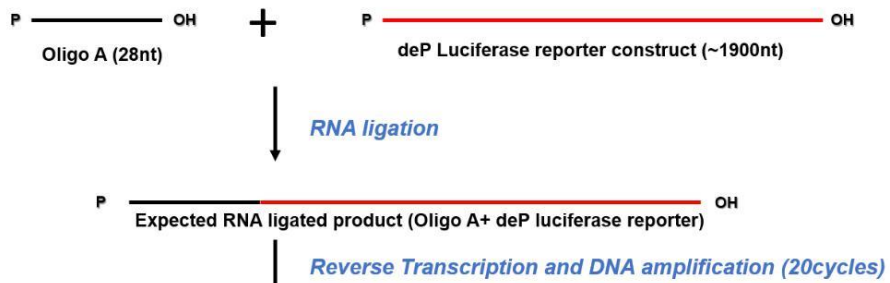 P OH + P OH
Oligo A (28nt) deP Luciferase reporter construct (~1900nt)
RNA ligation
P OH
Expected RNA ligated product (Oligo A+ deP luciferase reporter)
Reverse Transcription and DNA amplification (20cycles)